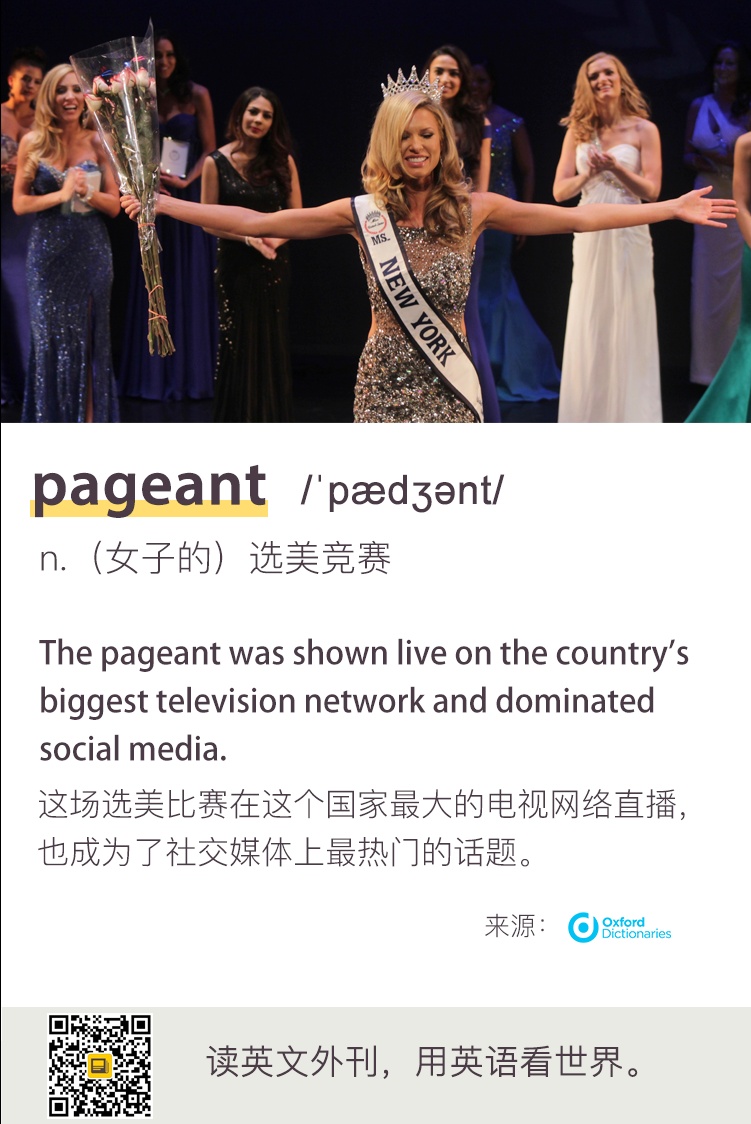 MS.
NEW YORK
pageant /ˈpædʒənt/
n.（女子的）选美竞赛
The pageant was shown live on the country’s
biggest television network and dominated
social media.
这场选美比赛在这个国家最大的电视网络直播，
也成为了社交媒体上最热门的话题。
来源： Oxford
Dictionaries
读英文外刊，用英语看世界。